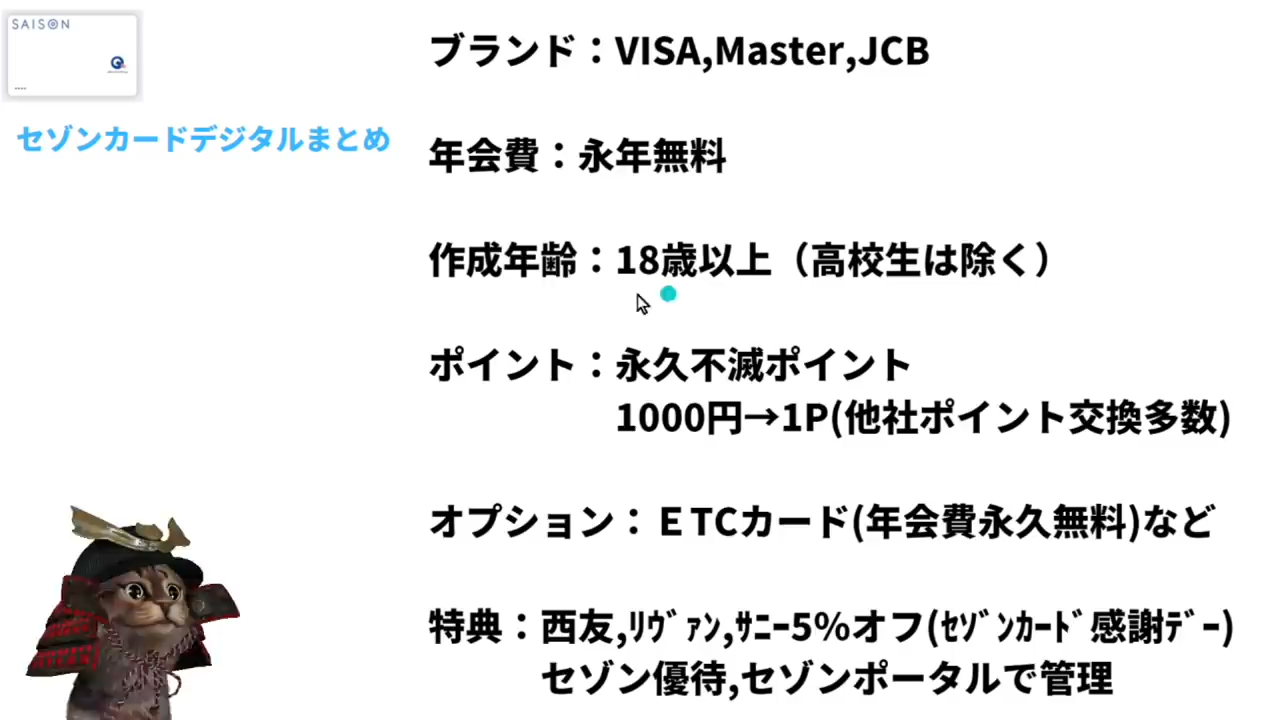 SAISON
セゾンカードデジタルまとめ
ブランド：VISA,Master,JCB
年会費：永年無料
作成年齢：18歳以上（高校生は除く）
ポイント：永久不滅ポイント
1000円→1P(他社ポイント交換多数)
オプション：ＥTCカード(年会費永久無料)など
特典：西友,ﾘｳﾞｧﾝ,ｻﾆｰ5%オフ(ｾｿﾞﾝｶｰﾄﾞ感謝ﾃﾞｰ)
セゾン優待,セゾンポータルで管理